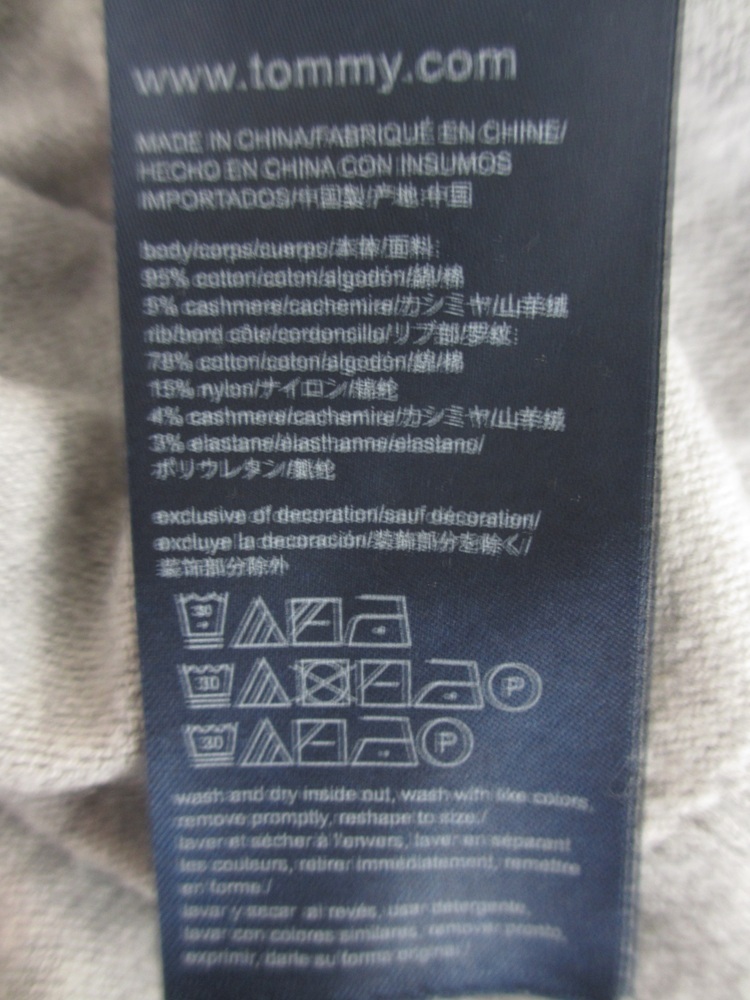 www.tommy.com
MADE IN CHINA/FABRIQUÉ EN CHINE/
HECHO EN CHINA CON INSUMOS
IMPORTADOS/中国製/产地:中国
body/corps/cuerpo/本体/面料:
95% cotton/coton/algodón/綿/棉
5% cashmere/cachemire/カシミヤ/山羊绒
rib/bord côte/cordoncillo/リブ部/罗纹:
78% cotton/coton/algodón/綿/棉
15% nylon/ナイロン/锦纶
4% cashmere/cachemire/カシミヤ/山羊绒
3% elastane/élasthanne/elastano/
ポリウレタン/氨纶
exclusive of decoration/sauf décoration/
excluye la decoración/装飾部分を除く/
装飾部分除外
30
30 P
30 P
wash and dry inside out, wash with like colors,
remove promptly, reshape to size./
laver et sécher à l'envers, laver en séparant
les couleurs, retirer immédiatement, remettre
en forme./
lavar y secar al revés, usar detergente,
lavar con colores similares, remover pronto,
exprimir, darle su forma original/